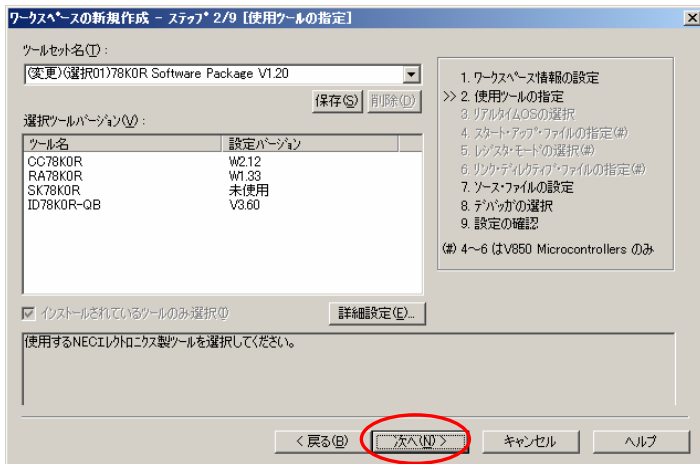 ワークスペースの新規作成 - ステップ 2/9 [使用ツールの指定]
ツールセット名(T) :
(変更)(選択01)78K0R Software Package V1.20
保存(S) 削除(D)
選択ツールバージョン(V) :
ツール名 設定バージョン
CC78K0R W2.12
RA78K0R W1.33
SK78K0R 未使用
ID78K0R-QB V3.60
インストールされているツールのみ選択(I)
詳細設定(E)...
1. ワークスペース情報の設定
>> 2. 使用ツールの指定
3. リアルタイムOSの選択
4. スタート・アップ・ファイルの指定(#)
5. レジスタ・モードの選択(#)
6. リンク・ディレクティブ・ファイルの指定(#)
7. ソース・ファイルの設定
8. デバッガの選択
9. 設定の確認
(#) 4~6 はV850 Microcontrollers のみ
使用するNECエレクトロニクス製ツールを選択してください。
< 戻る(B) 次へ(N) > キャンセル ヘルプ